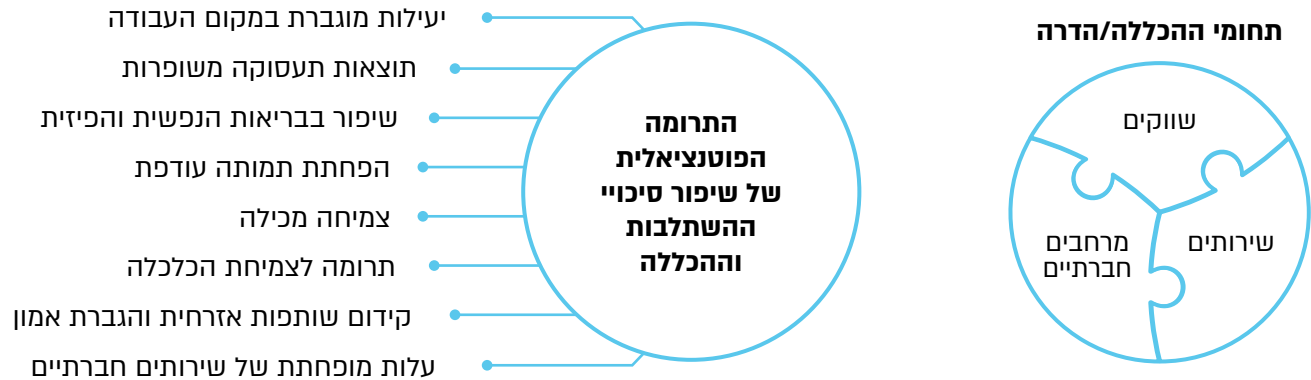 תחומי ההכללה/הדרה
שווקים
שירותים
מרחבים
חברתיים
התרומה
הפוטנציאלית
של שיפור סיכויי
ההשתלבות
וההכללה
יעילות מוגברת במקום העבודה
תוצאות תעסוקה משופרות
שיפור בבריאות הנפשית והפיזית
הפחתת תמותה עודפת
צמיחה מכילה
תרומה לצמיחת הכלכלה
קידום שותפות אזרחית והגברת אמון
עלות מופחתת של שירותים חברתיים